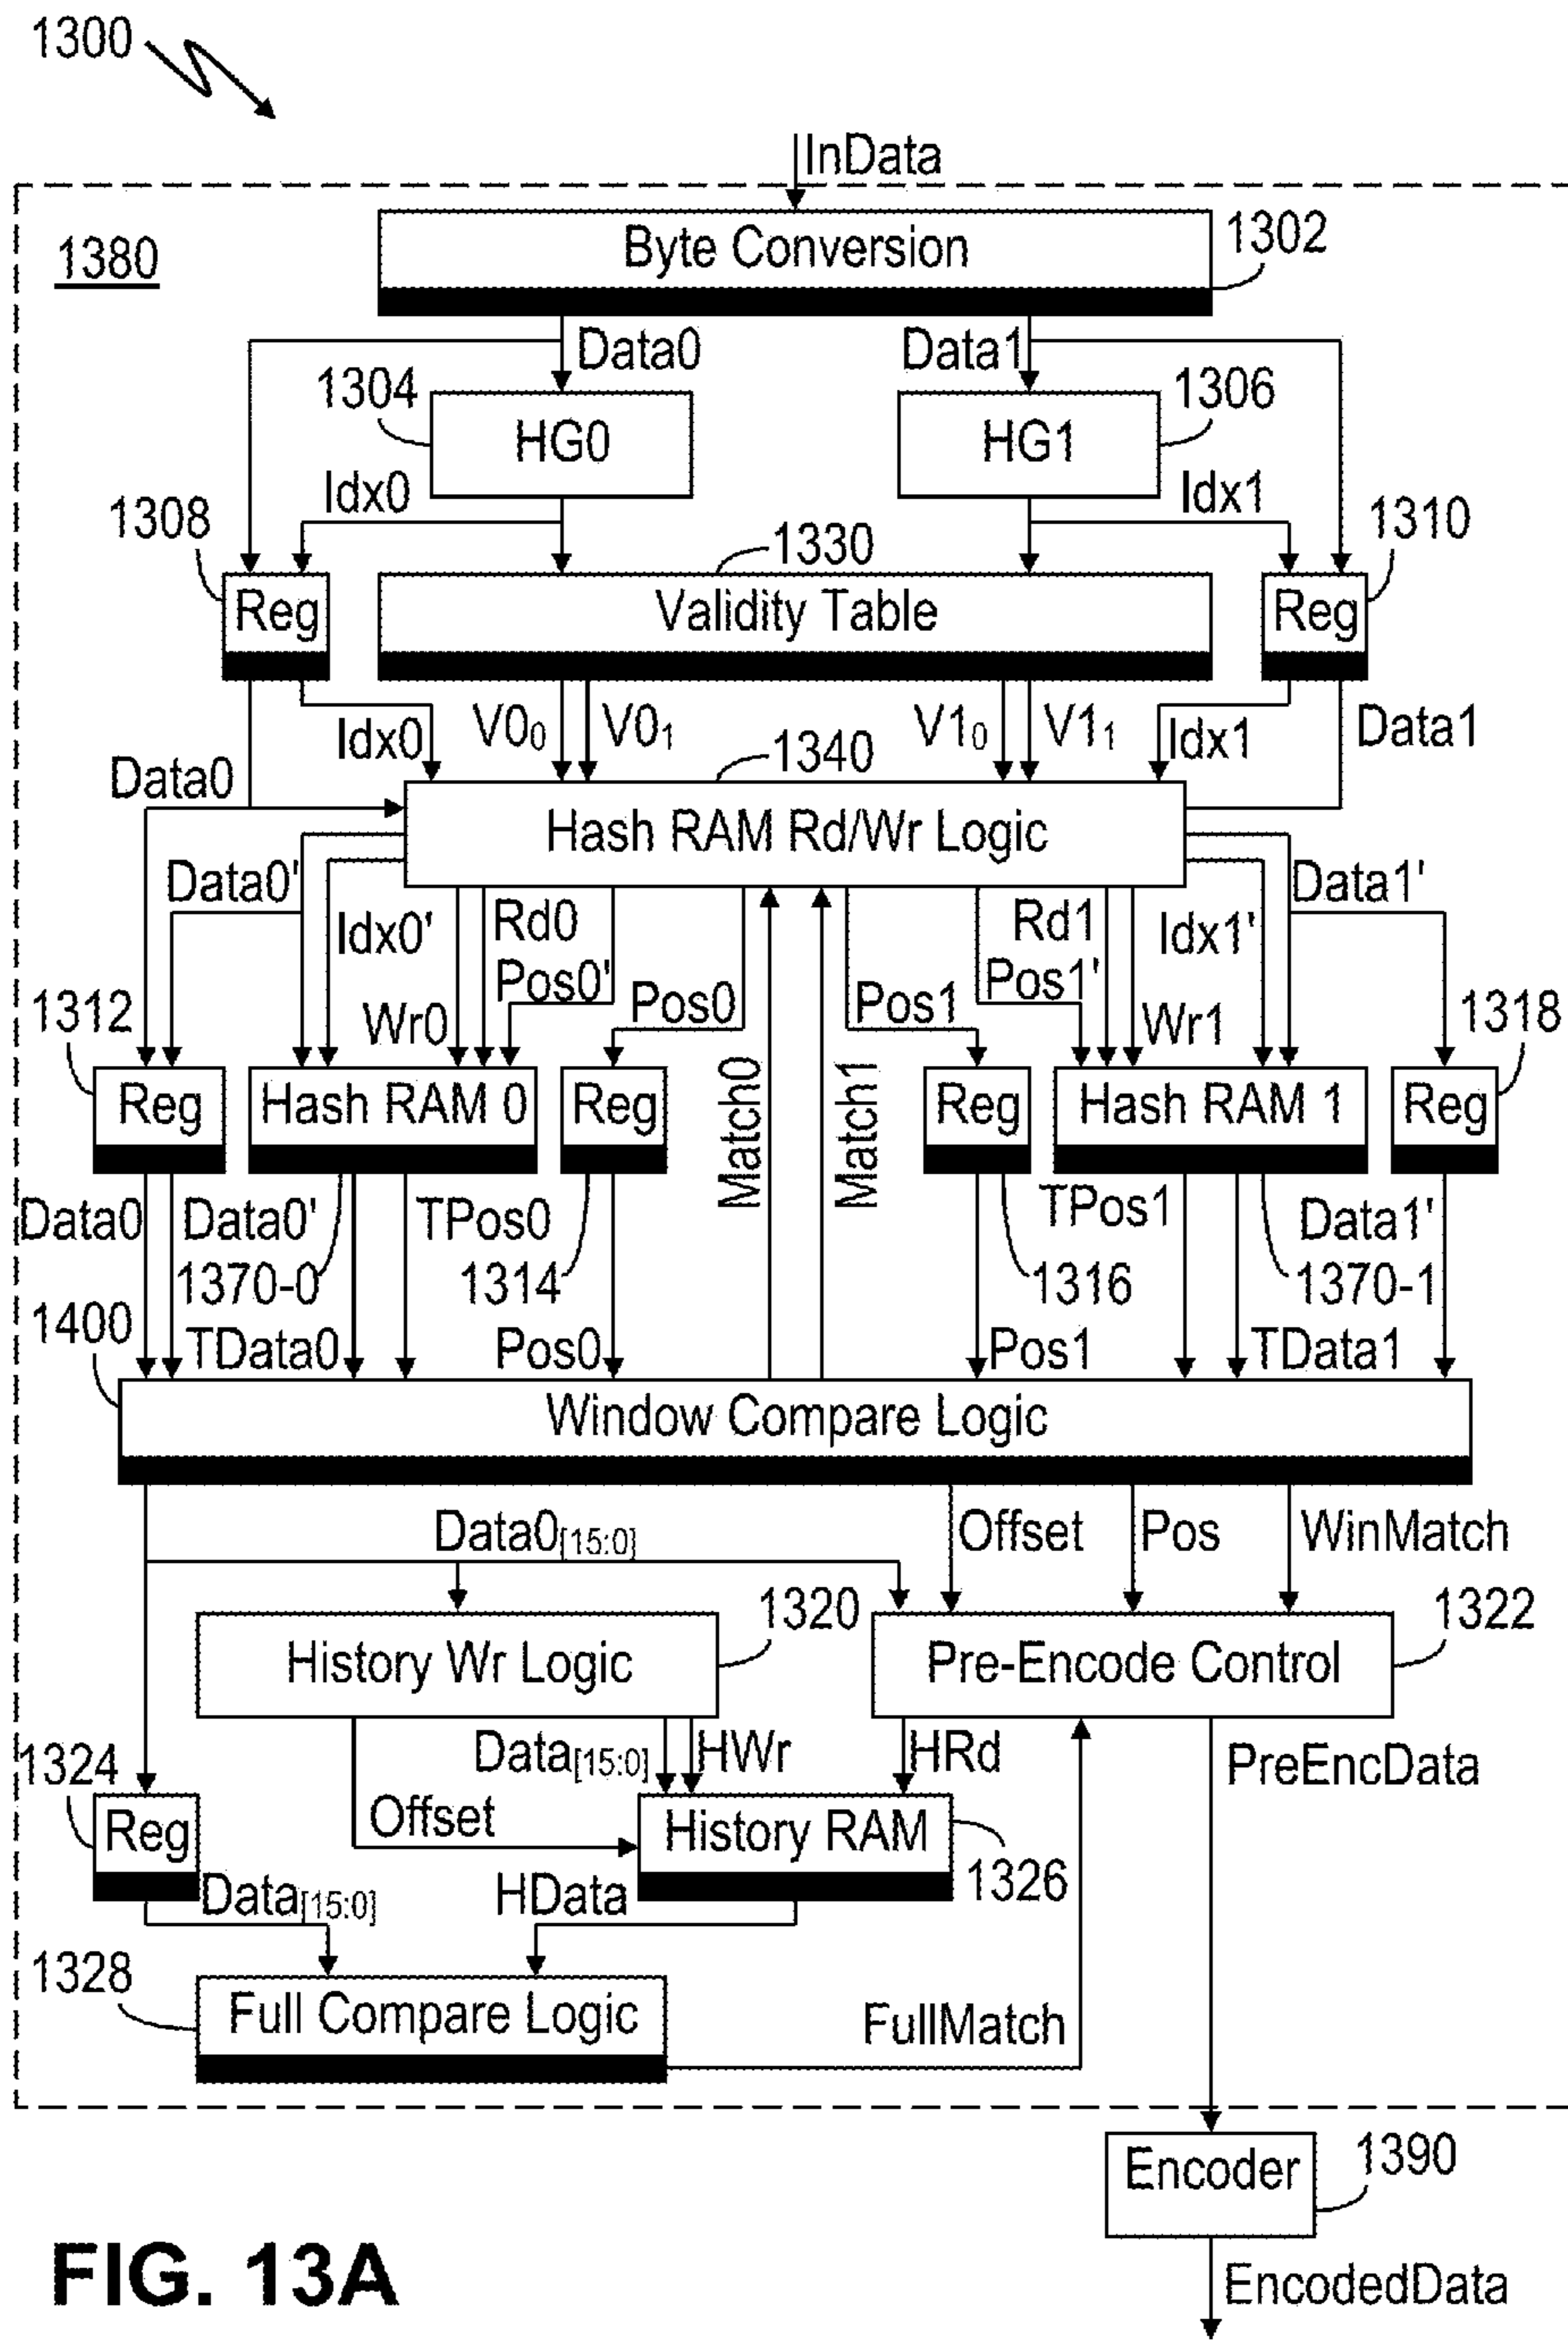 1300
InData
1380
Byte Conversion
1302
Data0
Data1
1304
1306
HG0
HG1
Idx0
Idx1
1308
1310
1330
Reg
Validity Table
Reg
Idx0
V0₀
V0₁
V1₀
V1₁
Idx1
Data1
1340
Data0
Hash RAM Rd/Wr Logic
Data0'
Data1'
Idx0'
Rd0
Rd1
Idx1'
Pos0'
Pos1'
1312
Pos0
Pos1
1318
Wr0
Wr1
Reg
Hash RAM 0
Reg
Match0
Match1
Reg
Hash RAM 1
Reg
Data0
Data0'
TPos0
TPos1
Data1'
1370-0
1314
1316
1370-1
1400
TData0
Pos0
Pos1
TData1
Window Compare Logic
Data0[15:0]
Offset
Pos
WinMatch
1320
1322
History Wr Logic
Pre-Encode Control
1324
Data[15:0]
HWr
HRd
PreEncData
Reg
Offset
History RAM
1326
Data[15:0]
HData
1328
Full Compare Logic
FullMatch
Encoder
1390
FIG. 13A
EncodedData